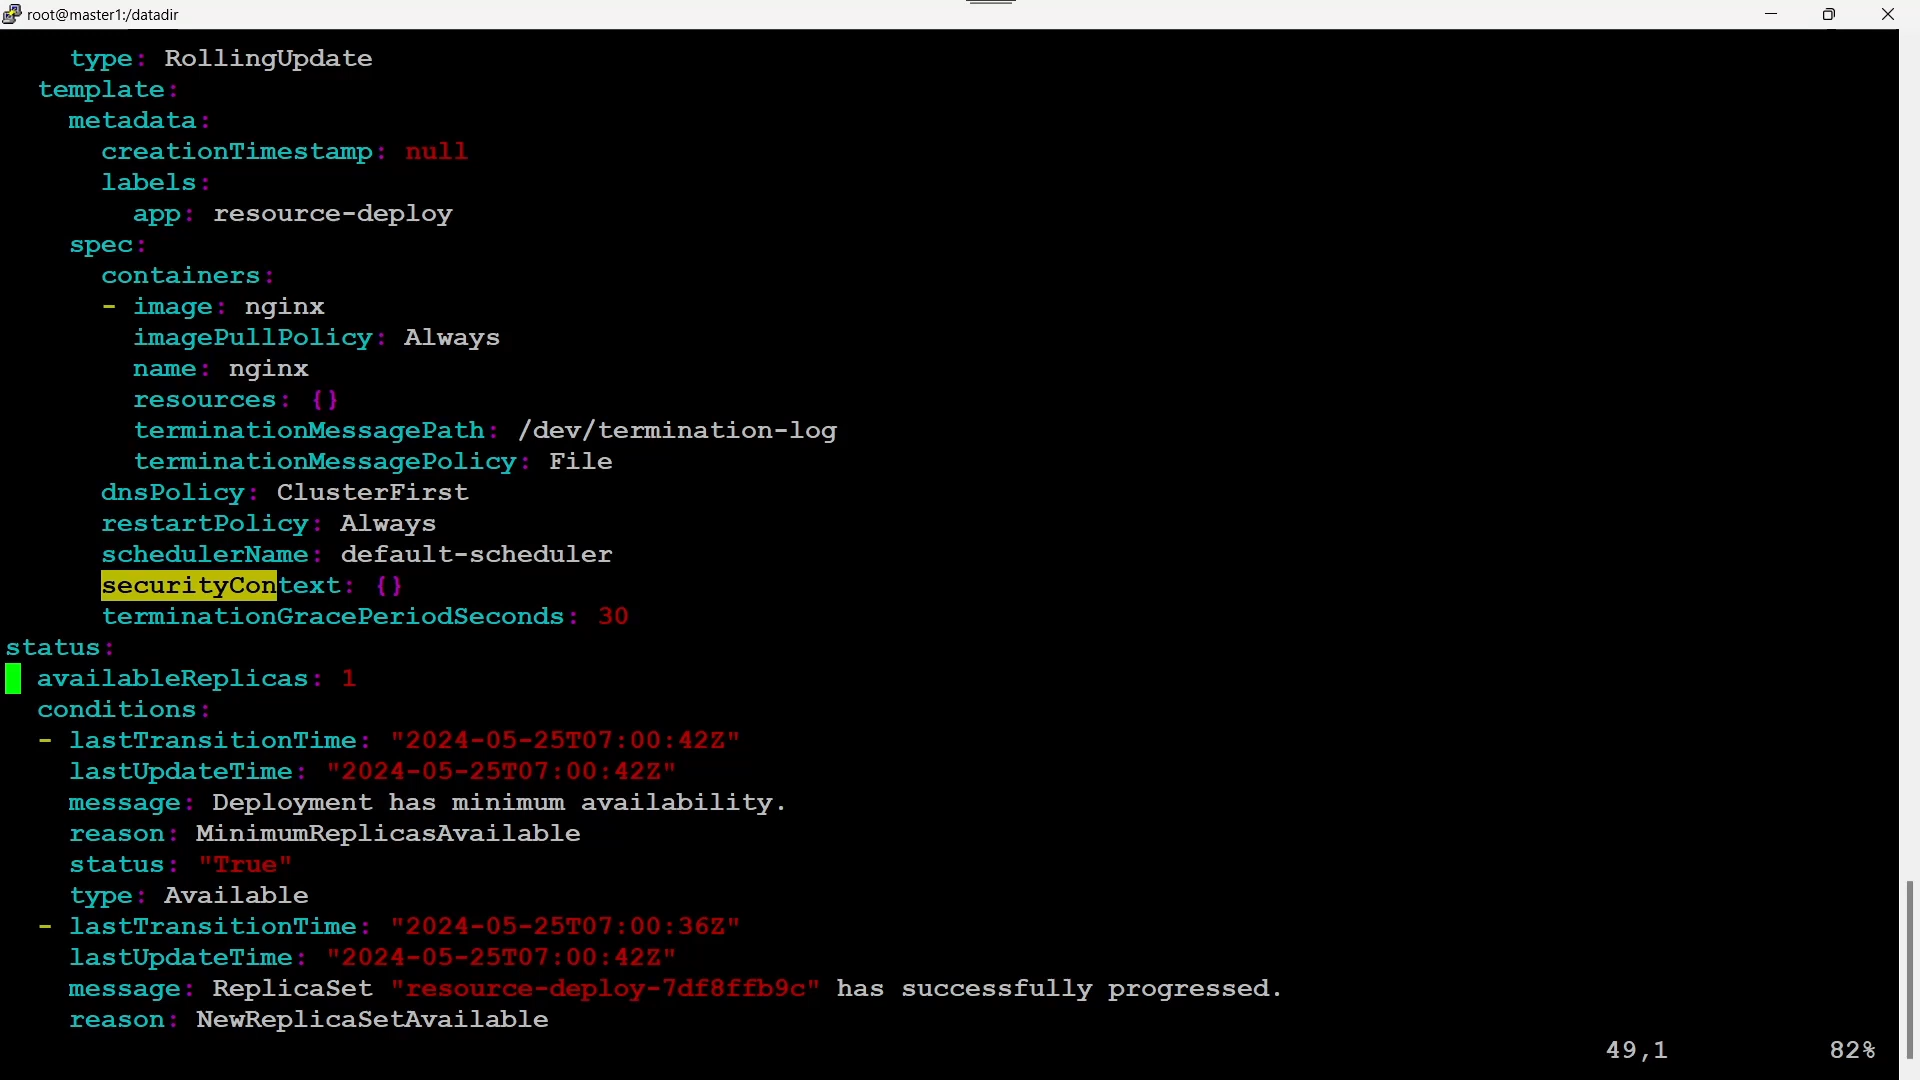 root@master1:/datadir
      type: RollingUpdate
  template:
    metadata:
      creationTimestamp: null
      labels:
        app: resource-deploy
    spec:
      containers:
      - image: nginx
        imagePullPolicy: Always
        name: nginx
        resources: {}
        terminationMessagePath: /dev/termination-log
        terminationMessagePolicy: File
      dnsPolicy: ClusterFirst
      restartPolicy: Always
      schedulerName: default-scheduler
      securityContext: {}
      terminationGracePeriodSeconds: 30
status:
  availableReplicas: 1
  conditions:
  - lastTransitionTime: "2024-05-25T07:00:42Z"
    lastUpdateTime: "2024-05-25T07:00:42Z"
    message: Deployment has minimum availability.
    reason: MinimumReplicasAvailable
    status: "True"
    type: Available
  - lastTransitionTime: "2024-05-25T07:00:36Z"
    lastUpdateTime: "2024-05-25T07:00:42Z"
    message: ReplicaSet "resource-deploy-7df8ffb9c" has successfully progressed.
    reason: NewReplicaSetAvailable
49,1 82%